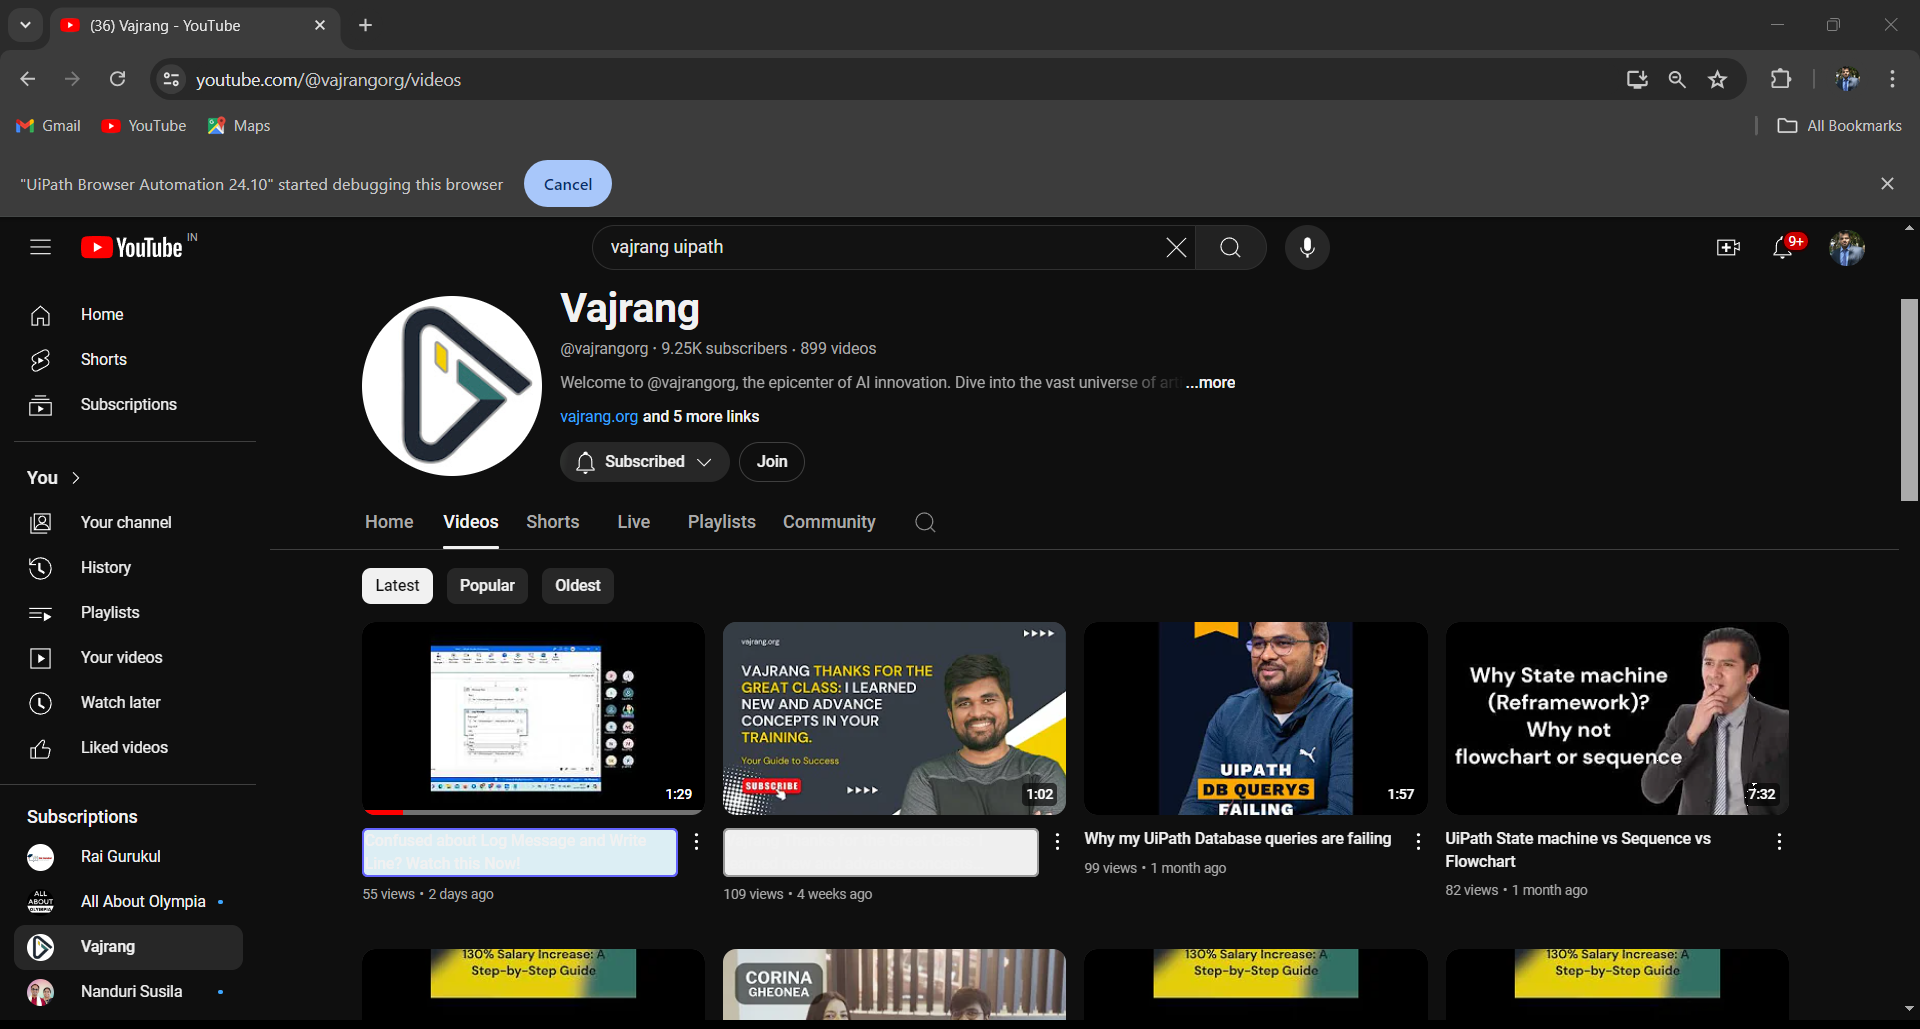 (36) Vajrang - YouTube
youtube.com/@vajrangorg/videos
Gmail
YouTube
Maps
All Bookmarks
"UiPath Browser Automation 24.10" started debugging this browser
Cancel
YouTube
IN
vajrang uipath
9+
Home
Shorts
Subscriptions
You
Your channel
History
Playlists
Your videos
Watch later
Liked videos
Subscriptions
Rai Gurukul
ALL
ABOUT
OLYMPIA
All About Olympia
Vajrang
Nanduri Susila
Vajrang
@vajrangorg · 9.25K subscribers · 899 videos
Welcome to @vajrangorg, the epicenter of AI innovation. Dive into the vast universe of ...more
vajrang.org and 5 more links
Subscribed
Join
Home
Videos
Shorts
Live
Playlists
Community
Latest
Popular
Oldest
1:29
Confused about Log Message and Write
Line? Watch this Now!
55 views • 2 days ago
vajrang.org
VAJRANG THANKS FOR THE
GREAT CLASS: I LEARNED
NEW AND ADVANCE
CONCEPTS IN YOUR
TRAINING.
Your Guide to Success
SUBSCRIBE
1:02
109 views • 4 weeks ago
UIPATH
DB QUERYS
FAILING
1:57
Why my UiPath Database queries are failing
99 views • 1 month ago
Why State machine
(Reframework)?
Why not
flowchart or sequence
7:32
UiPath State machine vs Sequence vs
Flowchart
82 views • 1 month ago
130% Salary Increase: A
Step-by-Step Guide
CORINA
GHEONEA
130% Salary Increase: A
Step-by-Step Guide
130% Salary Increase: A
Step-by-Step Guide